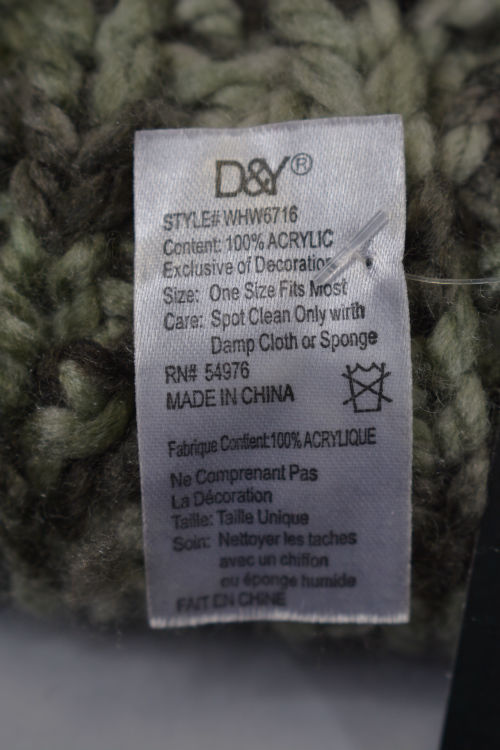 D&Y®
STYLE# WHW6716
Content: 100% ACRYLIC
Exclusive of Decoration
Size: One Size Fits Most
Care: Spot Clean Only wirth
Damp Cloth or Sponge
RN# 54976
MADE IN CHINA
Fabrique Contient:100% ACRYLIQUE
Ne Comprenant Pas
La Décoration
Taille: Taille Unique
Soin: Nettoyer les taches
avec un chiffon
ou éponge humide
FAIT EN CHINE